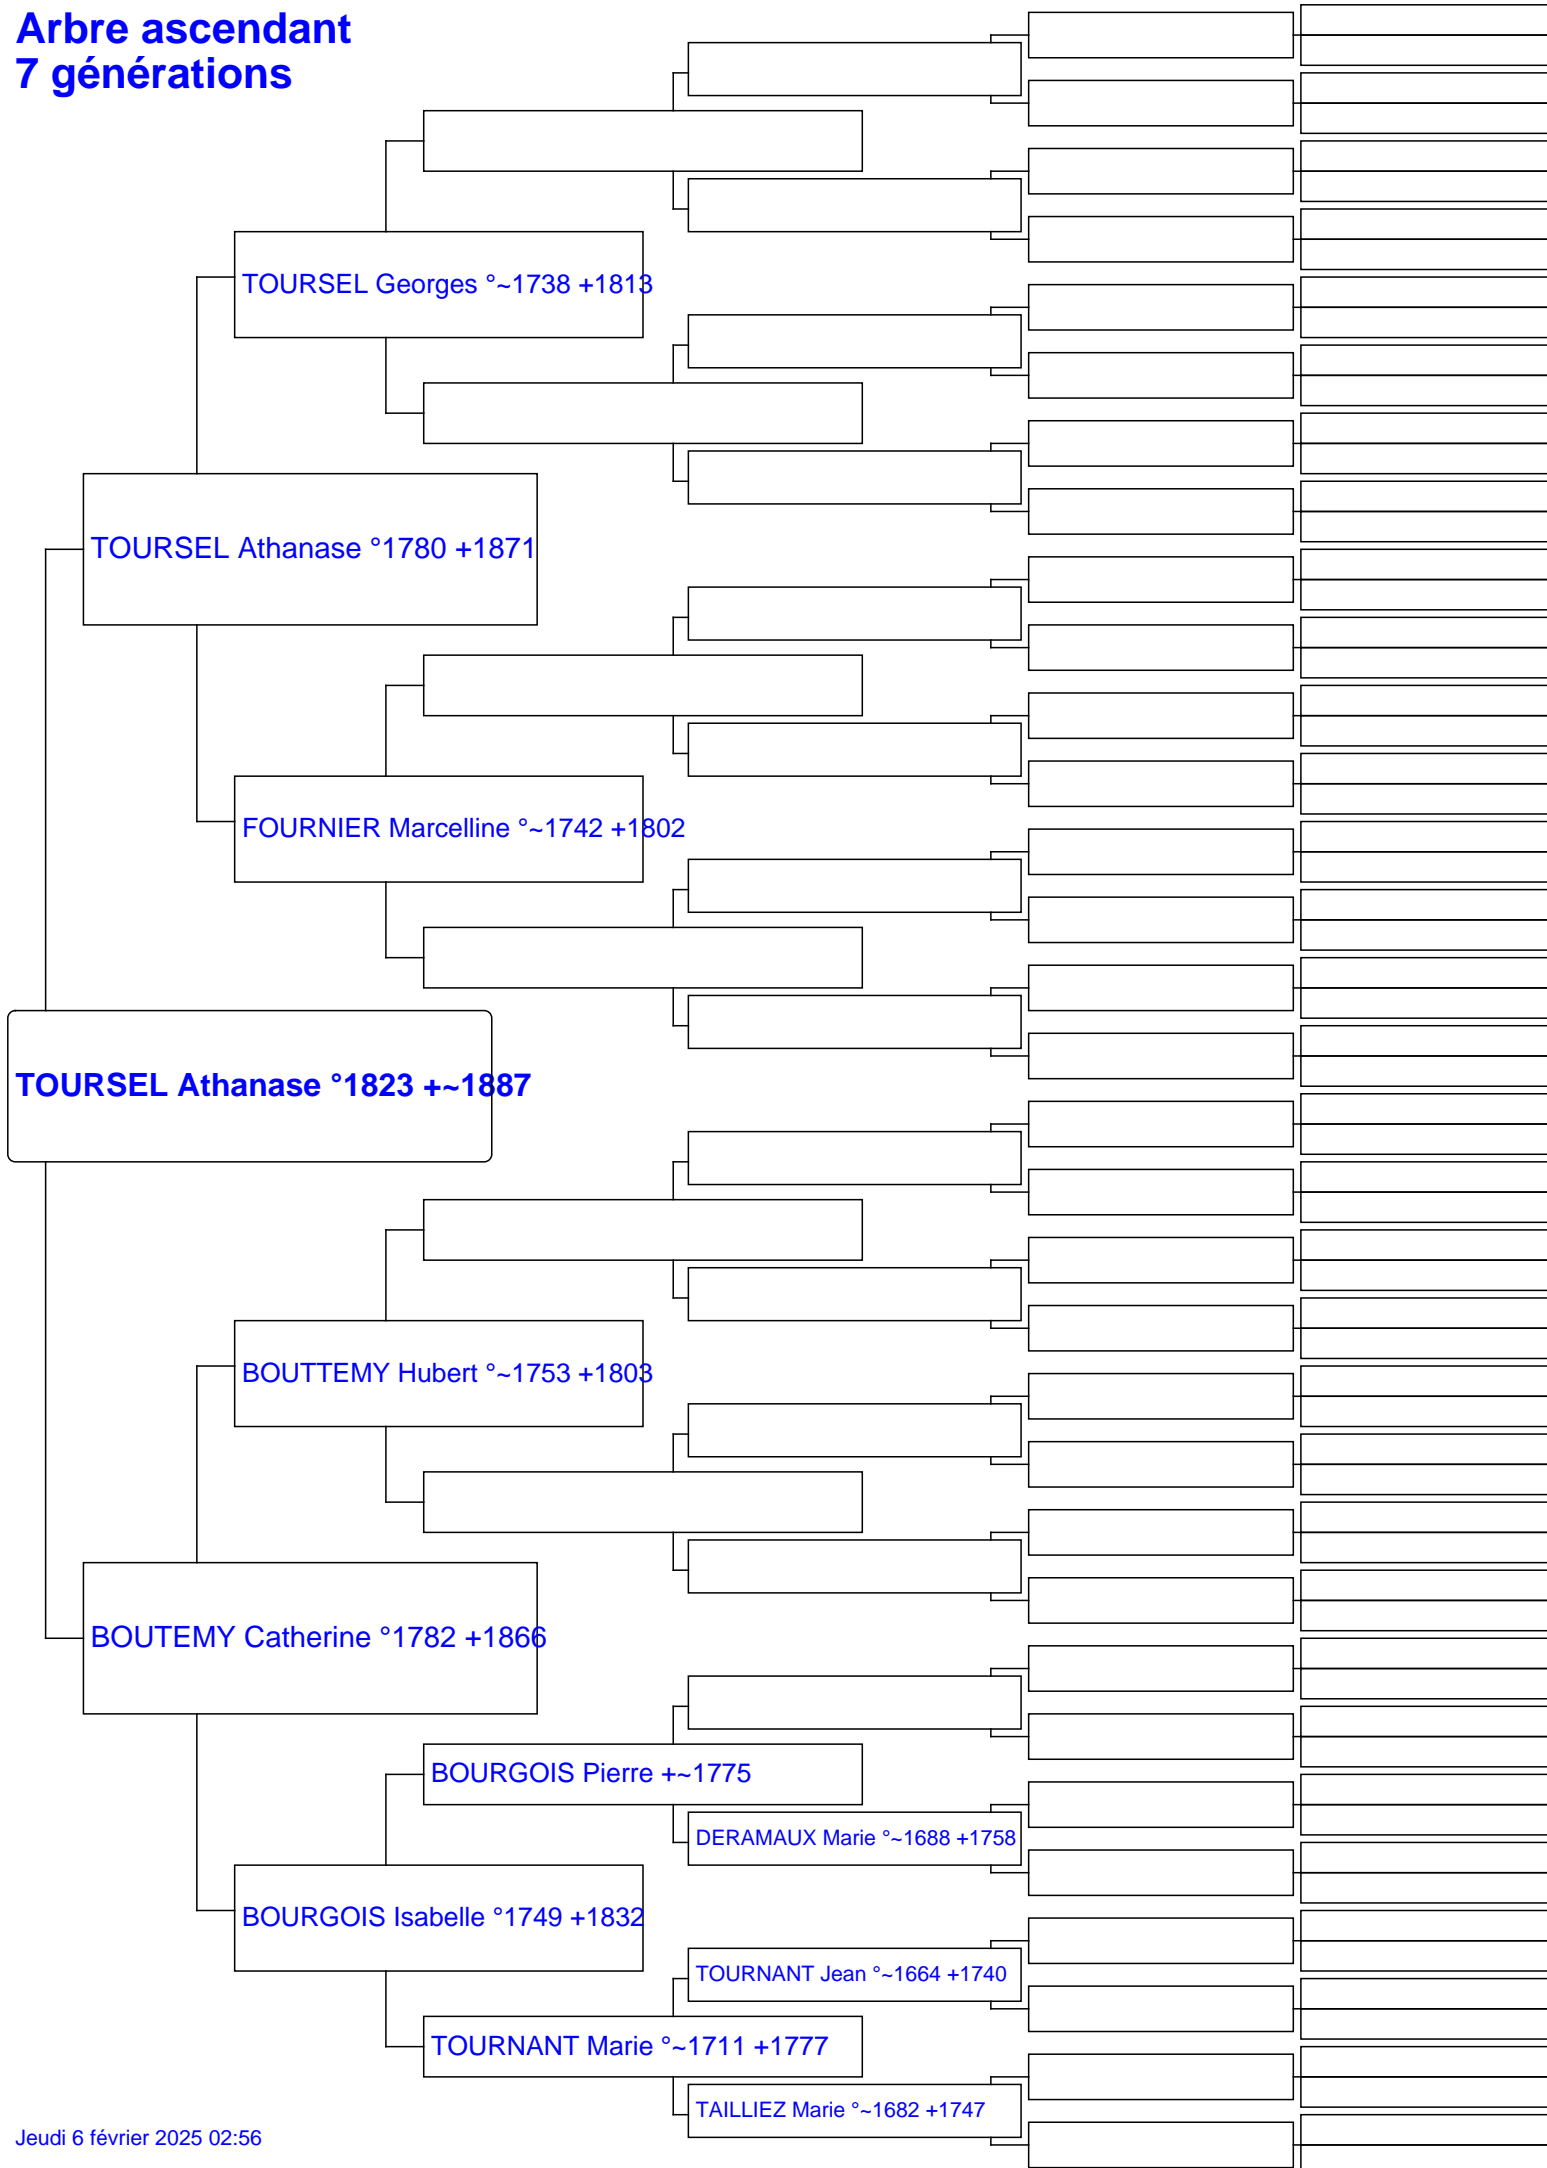 Arbre ascendant
7 générations
TOURSEL Georges °~1738 +1813
TOURSEL Athanase °1780 +1871
FOURNIER Marcelline °~1742 +1802
TOURSEL Athanase °1823 +~1887
BOUTTEMY Hubert °~1753 +1803
BOUTEMY Catherine °1782 +1866
BOURGOIS Pierre +~1775
DERAMAUX Marie °~1688 +1758
BOURGOIS Isabelle °1749 +1832
TOURNANT Jean °~1664 +1740
TOURNANT Marie °~1711 +1777
TAILLIEZ Marie °~1682 +1747
Jeudi 6 février 2025 02:56